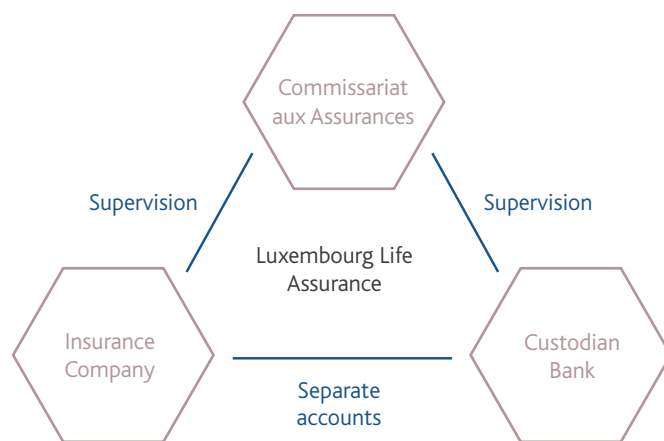 Commissariat
aux Assurances
Supervision
Supervision
Luxembourg Life
Assurance
Insurance
Company
Custodian
Bank
Separate
accounts